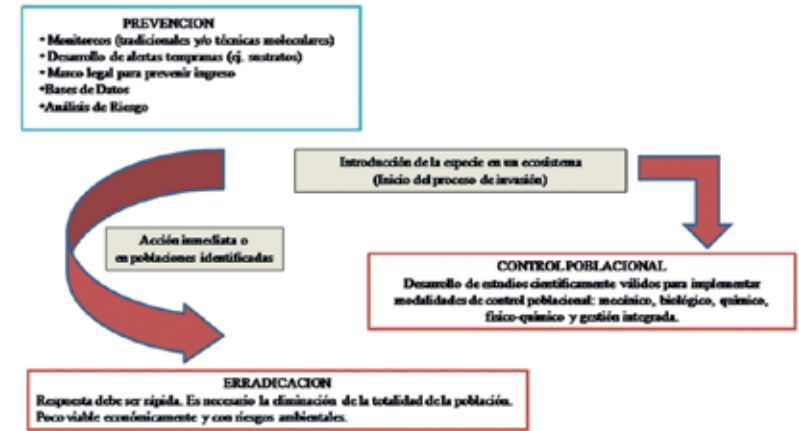 PREVENCION
• Monitoreos (tradicionales y/o técnicas moleculares)
• Desarrollo de alertas tempranas (ej. sustratos)
• Marco legal para prevenir ingreso
•Bases de Datos
•Análisis de Riesgo
Introducción de la especie en un ecosistema
(Inicio del proceso de invasión)
Acción inmediata o
en poblaciones identificadas
CONTROL POBLACIONAL
Desarrollo de estudios científicamente válidos para implementar
modalidades de control poblacional: mecánico, biológico, químico,
físico-químico y gestión integrada.
ERRADICACION
Respuesta debe ser rápida. Es necesario la eliminación de la totalidad de la población.
Poco viable económicamente y con riesgos ambientales.